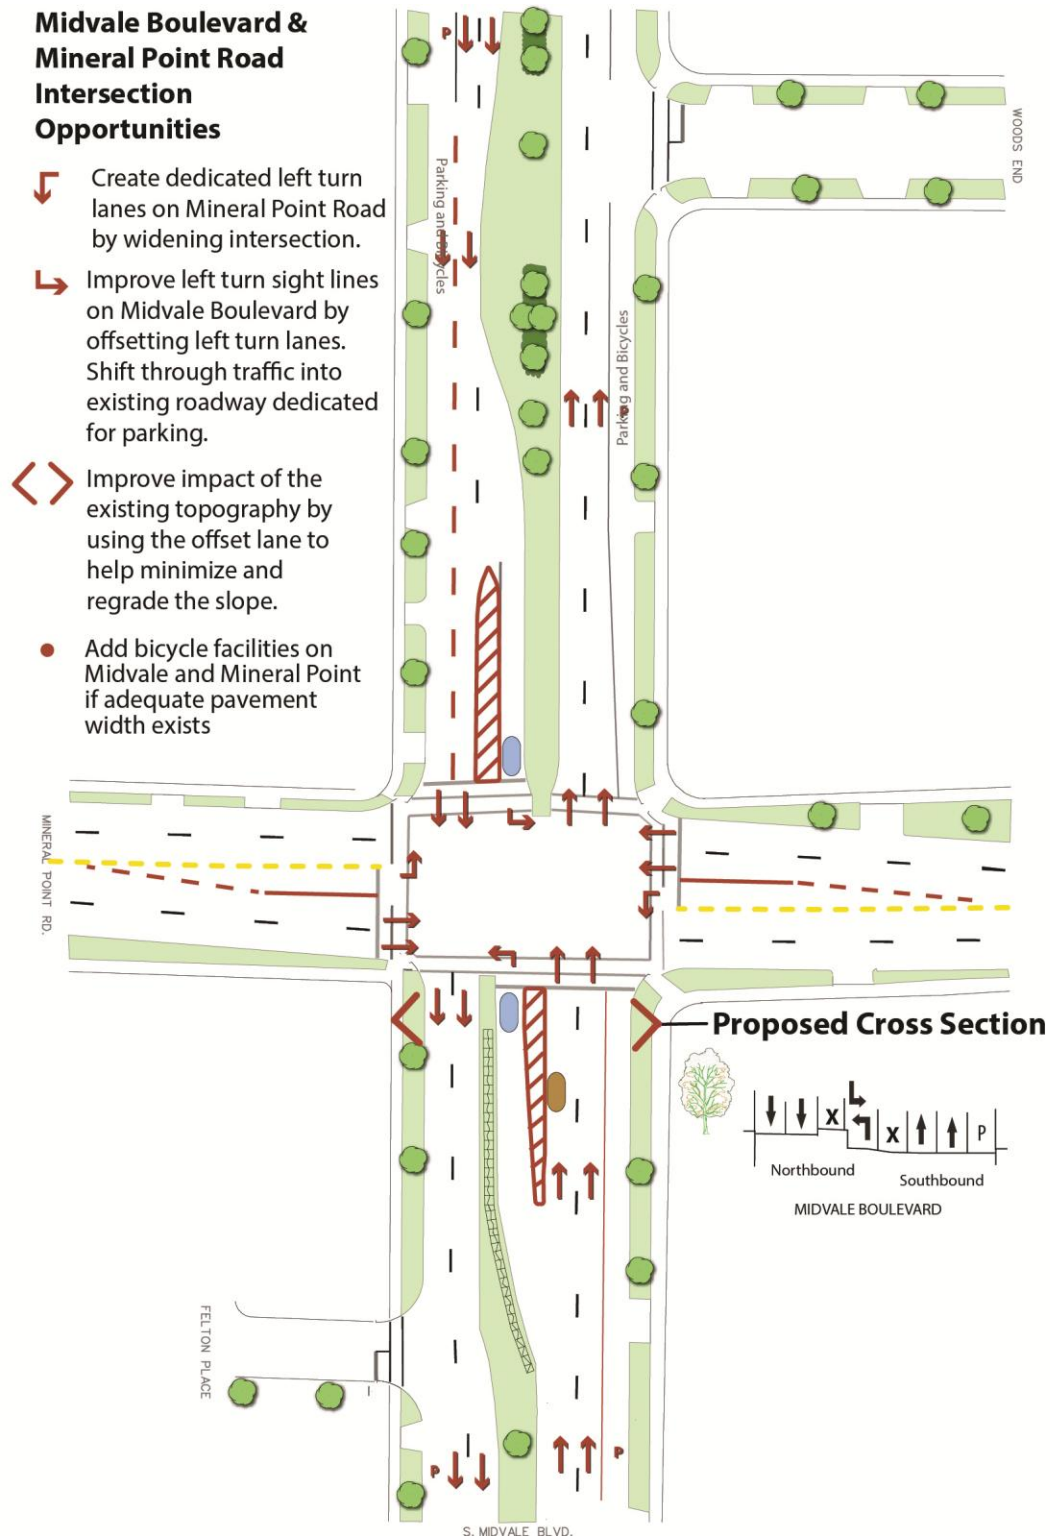 Midvale Boulevard &
Mineral Point Road
Intersection
Opportunities
Create dedicated left turn
lanes on Mineral Point Road
by widening intersection.
Improve left turn sight lines
on Midvale Boulevard by
offsetting left turn lanes.
Shift through traffic into
existing roadway dedicated
for parking.
Improve impact of the
existing topography by
using the offset lane to
help minimize and
regrade the slope.
Add bicycle facilities on
Midvale and Mineral Point
if adequate pavement
width exists
P
Parking and Bicycles
Parking and Bicycles
WOODS END
MINERAL POINT RD.
Proposed Cross Section
X
X
P
Northbound
Southbound
MIDVALE BOULEVARD
FELTON PLACE
P
P
S. MIDVALE BLVD.